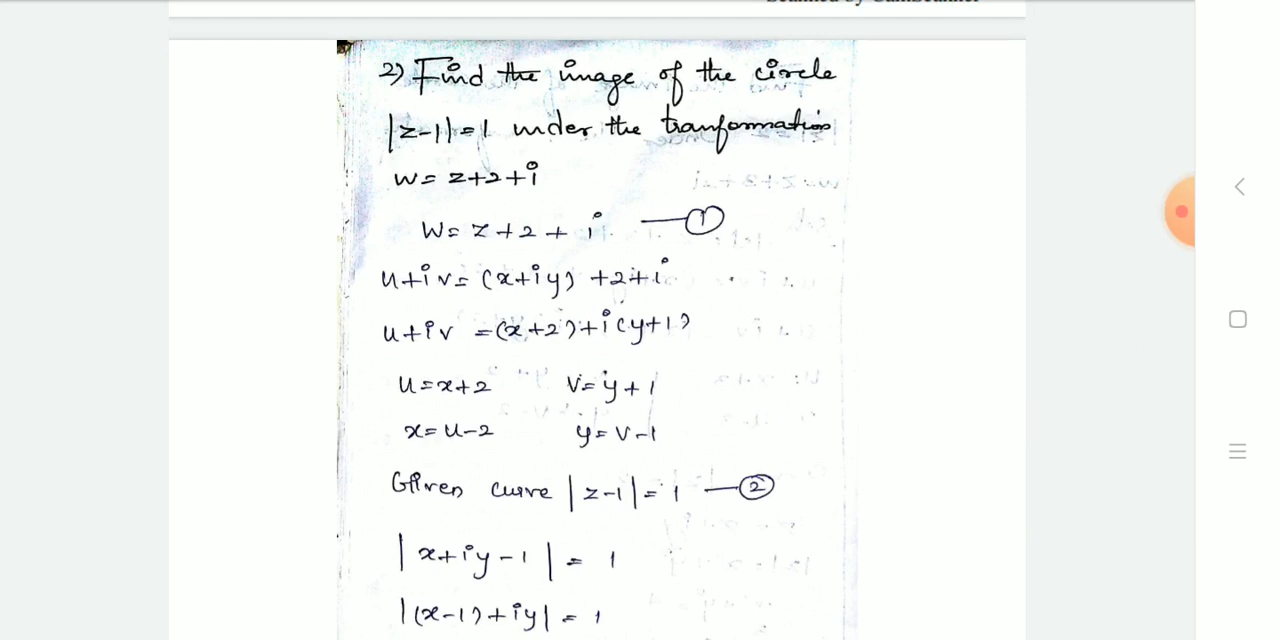 2) Find the image of the circle
|z-1|=1 under the tranformation
w= z+2+i
w= z+2+i —①
u+iv= (x+iy) +2+i
u+iv =(x+2)+i(y+1)
u=x+2 v=y+1
x=u-2 y=v-1
Given curve |z-1|=1 —②
|x+iy-1|= 1
|(x-1)+iy|= 1